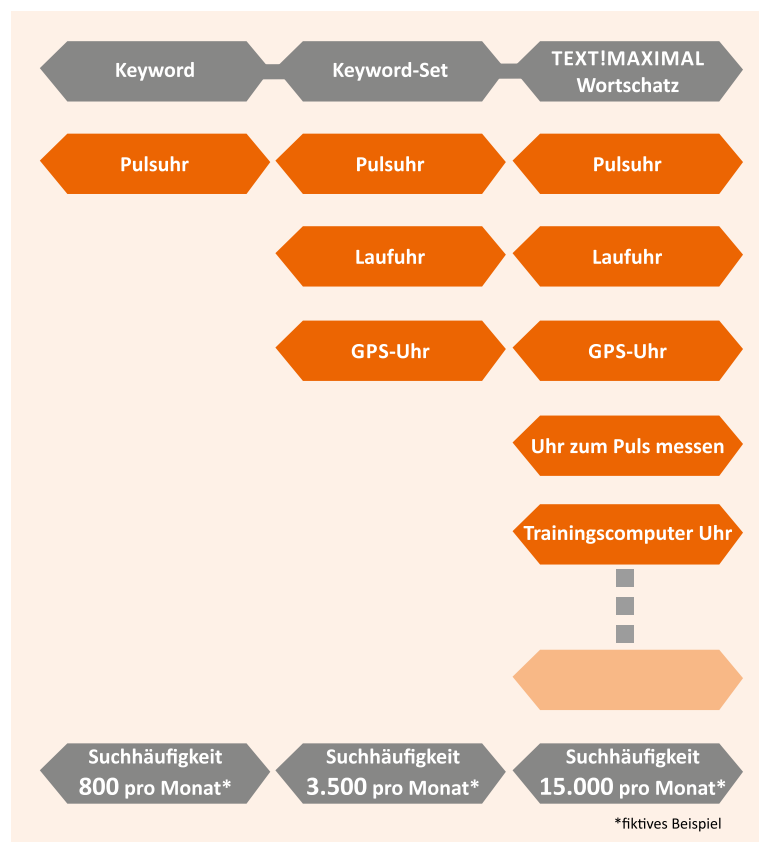 Keyword
Keyword-Set
TEXT!MAXIMAL
Wortschatz
Pulsuhr
Pulsuhr
Pulsuhr
Laufuhr
Laufuhr
GPS-Uhr
GPS-Uhr
Uhr zum Puls messen
Trainingscomputer Uhr
Suchhäufigkeit
800 pro Monat*
Suchhäufigkeit
3.500 pro Monat*
Suchhäufigkeit
15.000 pro Monat*
*fiktives Beispiel